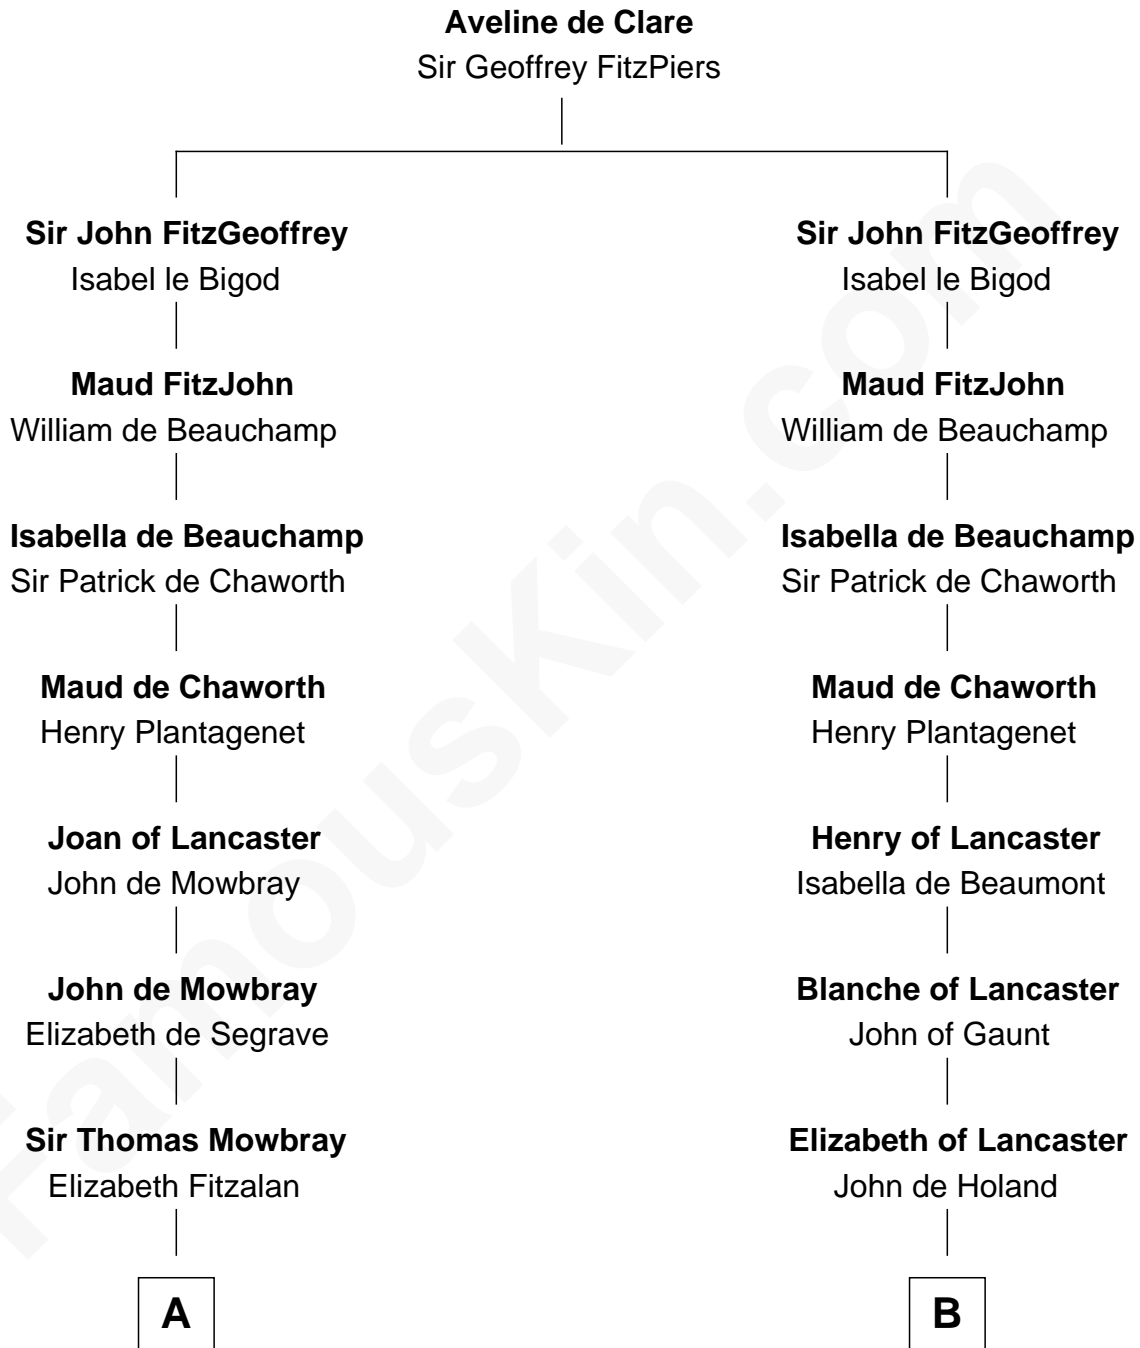 Aveline de Clare
Sir Geoffrey FitzPiers
Sir John FitzGeoffrey
Isabel le Bigod
Sir John FitzGeoffrey
Isabel le Bigod
Maud FitzJohn
William de Beauchamp
Maud FitzJohn
William de Beauchamp
Isabella de Beauchamp
Sir Patrick de Chaworth
Isabella de Beauchamp
Sir Patrick de Chaworth
Maud de Chaworth
Henry Plantagenet
Maud de Chaworth
Henry Plantagenet
Joan of Lancaster
John de Mowbray
Henry of Lancaster
Isabella de Beaumont
John de Mowbray
Elizabeth de Segrave
Blanche of Lancaster
John of Gaunt
Sir Thomas Mowbray
Elizabeth Fitzalan
Elizabeth of Lancaster
John de Holand
A
B
FamousKin.com